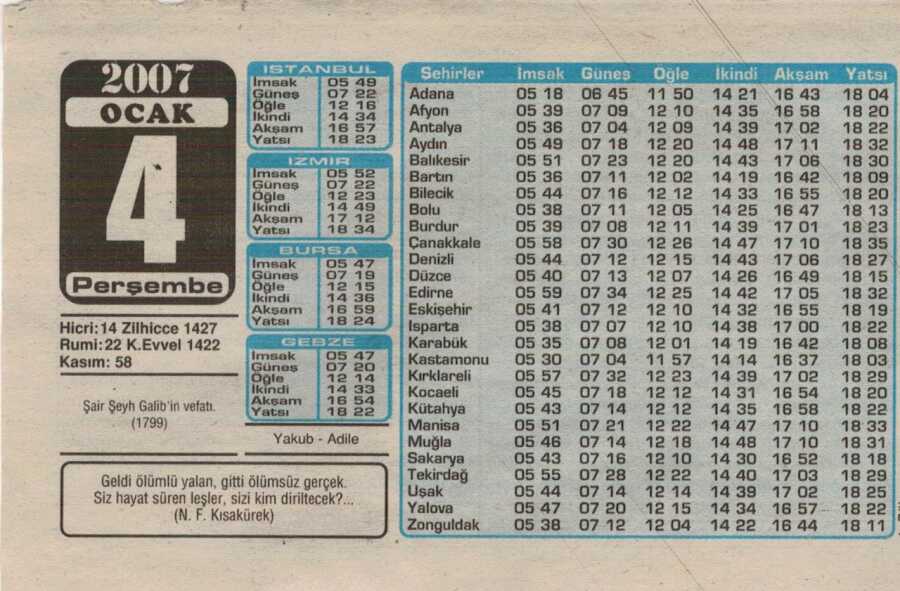 2007
OCAK
4
Perşembe
Hicri:14 Zilhicce 1427
Rumi:22 K.Evvel 1422
Kasım: 58
Şair Şeyh Galib'in vefatı.
(1799)
İSTANBUL
İmsak 05 49
Güneş 07 22
Öğle 12 16
İkindi 14 34
Akşam 16 57
Yatsı 18 23
İZMİR
İmsak 05 52
Güneş 07 22
Öğle 12 23
İkindi 14 49
Akşam 17 12
Yatsı 18 34
BURSA
İmsak 05 47
Güneş 07 19
Öğle 12 15
İkindi 14 36
Akşam 16 59
Yatsı 18 24
GEBZE
İmsak 05 47
Güneş 07 20
Öğle 12 14
İkindi 14 33
Akşam 16 54
Yatsı 18 22
Yakub - Adile
Geldi ölümlü yalan, gitti ölümsüz gerçek.
Siz hayat süren leşler, sizi kim diriltecek?...
(N. F. Kısakürek)
Şehirler İmsak Güneş Öğle İkindi Akşam Yatsı
Adana 05 18 06 45 11 50 14 21 16 43 18 04
Afyon 05 39 07 09 12 10 14 35 16 58 18 20
Antalya 05 36 07 04 12 09 14 39 17 02 18 22
Aydın 05 49 07 18 12 20 14 48 17 11 18 32
Balıkesir 05 51 07 23 12 20 14 43 17 06 18 30
Bartın 05 36 07 11 12 02 14 19 16 42 18 09
Bilecik 05 44 07 16 12 12 14 33 16 55 18 20
Bolu 05 38 07 11 12 05 14 25 16 47 18 13
Burdur 05 39 07 08 12 11 14 39 17 01 18 23
Çanakkale 05 58 07 30 12 26 14 47 17 10 18 35
Denizli 05 44 07 12 12 15 14 43 17 06 18 27
Düzce 05 40 07 13 12 07 14 26 16 49 18 15
Edirne 05 59 07 34 12 25 14 42 17 05 18 32
Eskişehir 05 41 07 12 12 10 14 32 16 55 18 19
Isparta 05 38 07 07 12 10 14 38 17 00 18 22
Karabük 05 35 07 08 12 01 14 19 16 42 18 08
Kastamonu 05 30 07 04 11 57 14 14 16 37 18 03
Kırklareli 05 57 07 32 12 23 14 39 17 02 18 29
Kocaeli 05 45 07 18 12 12 14 31 16 54 18 20
Kütahya 05 43 07 14 12 12 14 35 16 58 18 22
Manisa 05 51 07 21 12 22 14 47 17 10 18 33
Muğla 05 46 07 14 12 18 14 48 17 10 18 31
Sakarya 05 43 07 16 12 10 14 30 16 52 18 18
Tekirdağ 05 55 07 28 12 22 14 40 17 03 18 29
Uşak 05 44 07 14 12 14 14 39 17 02 18 25
Yalova 05 47 07 20 12 15 14 34 16 57 18 22
Zonguldak 05 38 07 12 12 04 14 22 16 44 18 11